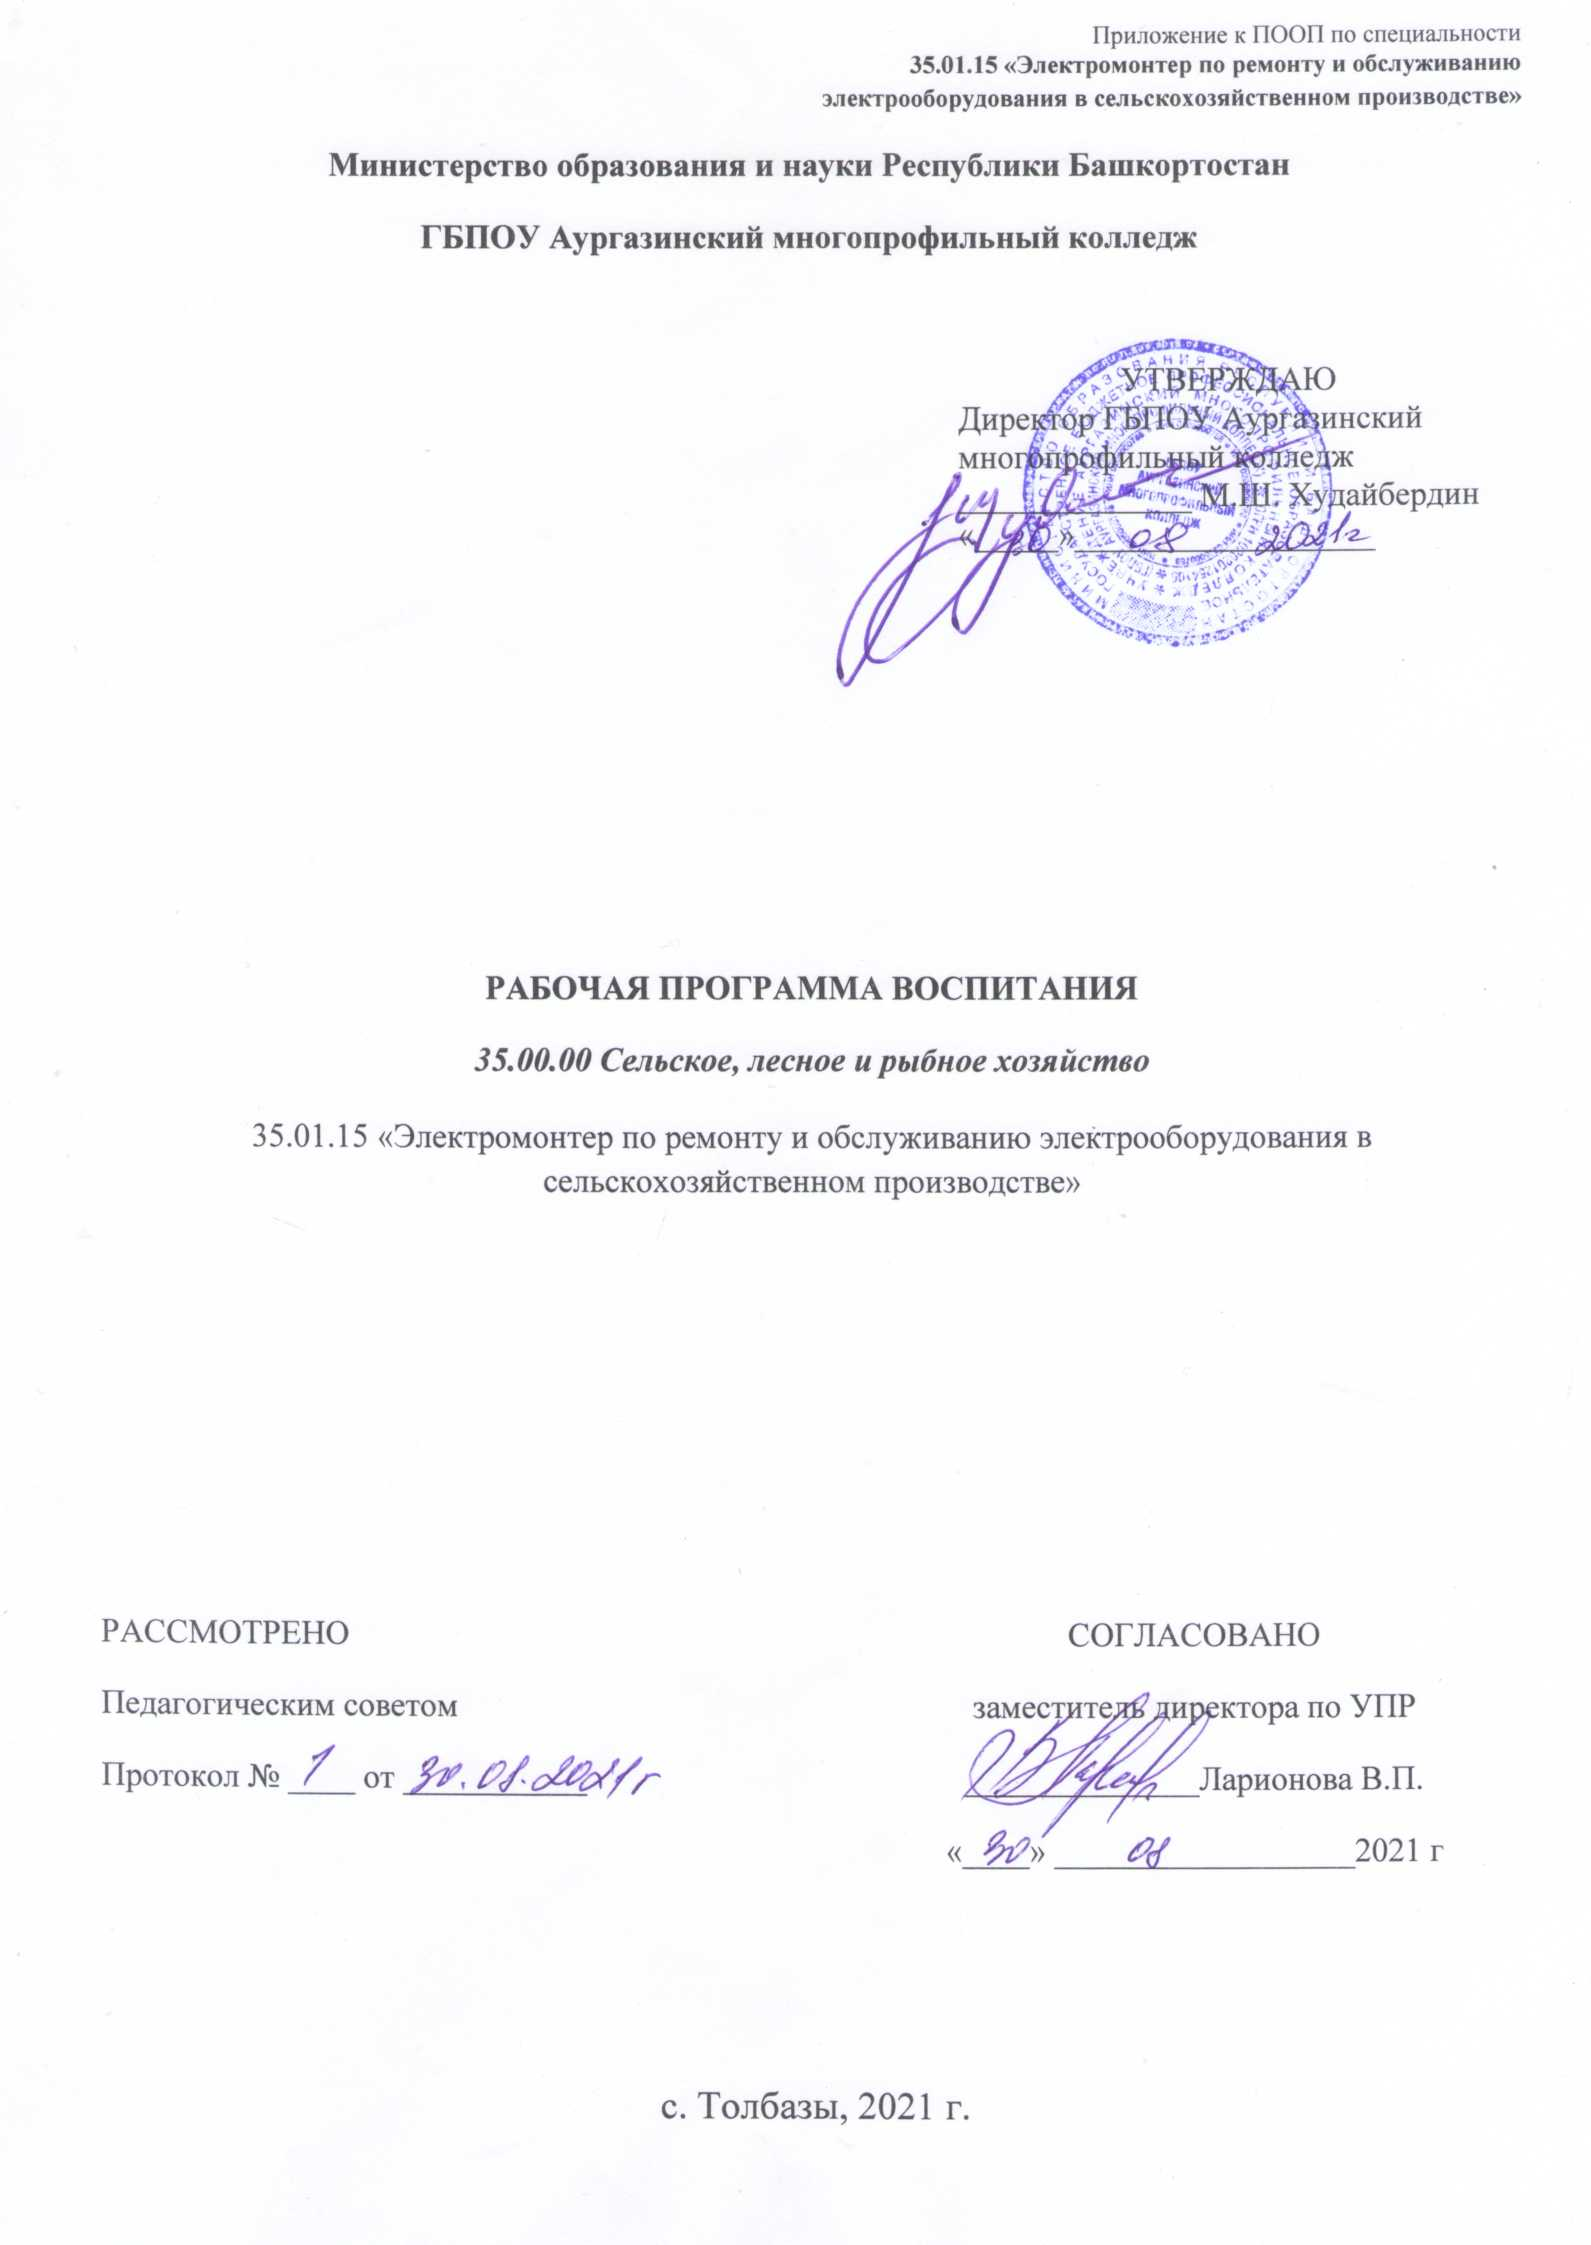 Приложение к ПООП по специальности
35.01.15 «Электромонтер по ремонту и обслуживанию
электрооборудования в сельскохозяйственном производстве»
Министерство образования и науки Республики Башкортостан
ГБПОУ Аургазинский многопрофильный колледж
УТВЕРЖДАЮ
Директор ГБПОУ Аургазинский
многопрофильный колледж
М.Ш. Худайбердин
«30» 08 2021г
АУРГАЗИНСКИЙ
МНОГОПРОФИЛЬНЫЙ
КОЛЛЕДЖ
РАБОЧАЯ ПРОГРАММА ВОСПИТАНИЯ
35.00.00 Сельское, лесное и рыбное хозяйство
35.01.15 «Электромонтер по ремонту и обслуживанию электрооборудования в
сельскохозяйственном производстве»
РАССМОТРЕНО
Педагогическим советом
Протокол № 1 от 30.08.2021г
СОГЛАСОВАНО
заместитель директора по УПР
Ларионова В.П.
«30» 08 2021 г
с. Толбазы, 2021 г.